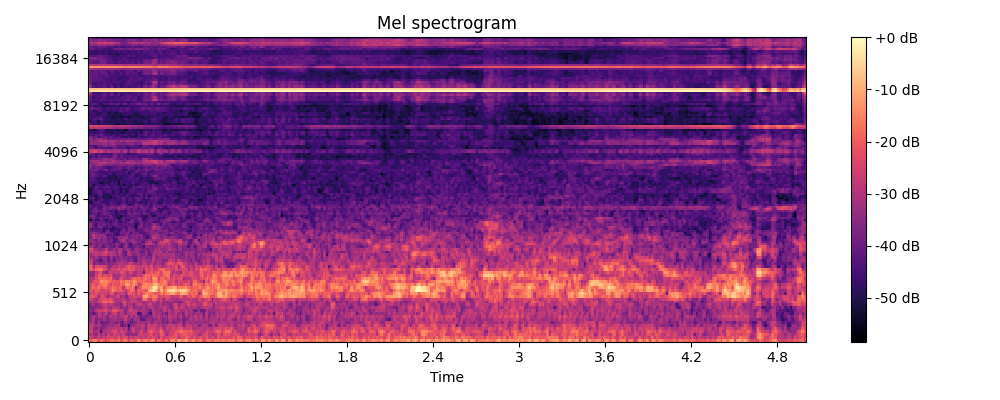 Mel spectrogram
Hz
16384
8192
4096
2048
1024
512
0
0 0.6 1.2 1.8 2.4 3 3.6 4.2 4.8
Time
+0 dB
-10 dB
-20 dB
-30 dB
-40 dB
-50 dB